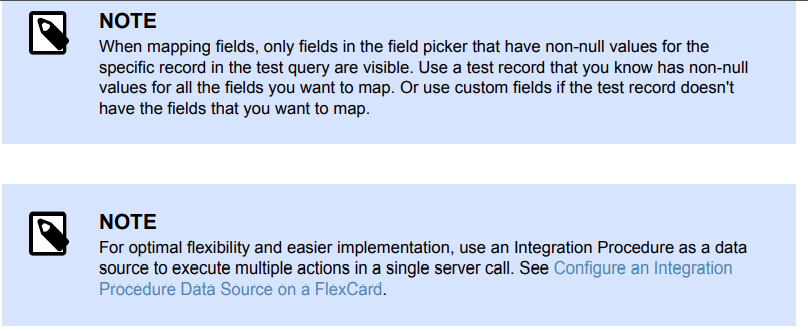 NOTE
When mapping fields, only fields in the field picker that have non-null values for the
specific record in the test query are visible. Use a test record that you know has non-null
values for all the fields you want to map. Or use custom fields if the test record doesn't
have the fields that you want to map.
NOTE
For optimal flexibility and easier implementation, use an Integration Procedure as a data
source to execute multiple actions in a single server call. See Configure an Integration
Procedure Data Source on a FlexCard.